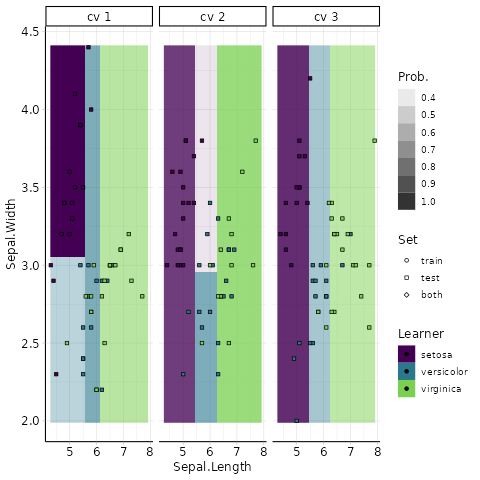 cv 1 cv 2 cv 3
4.5
4.0
3.5
3.0
2.5
2.0
Sepal.Width
5 6 7 8 5 6 7 8 5 6 7 8
Sepal.Length
Prob.
0.4
0.5
0.6
0.7
0.8
0.9
1.0
Set
train
test
both
Learner
setosa
versicolor
virginica